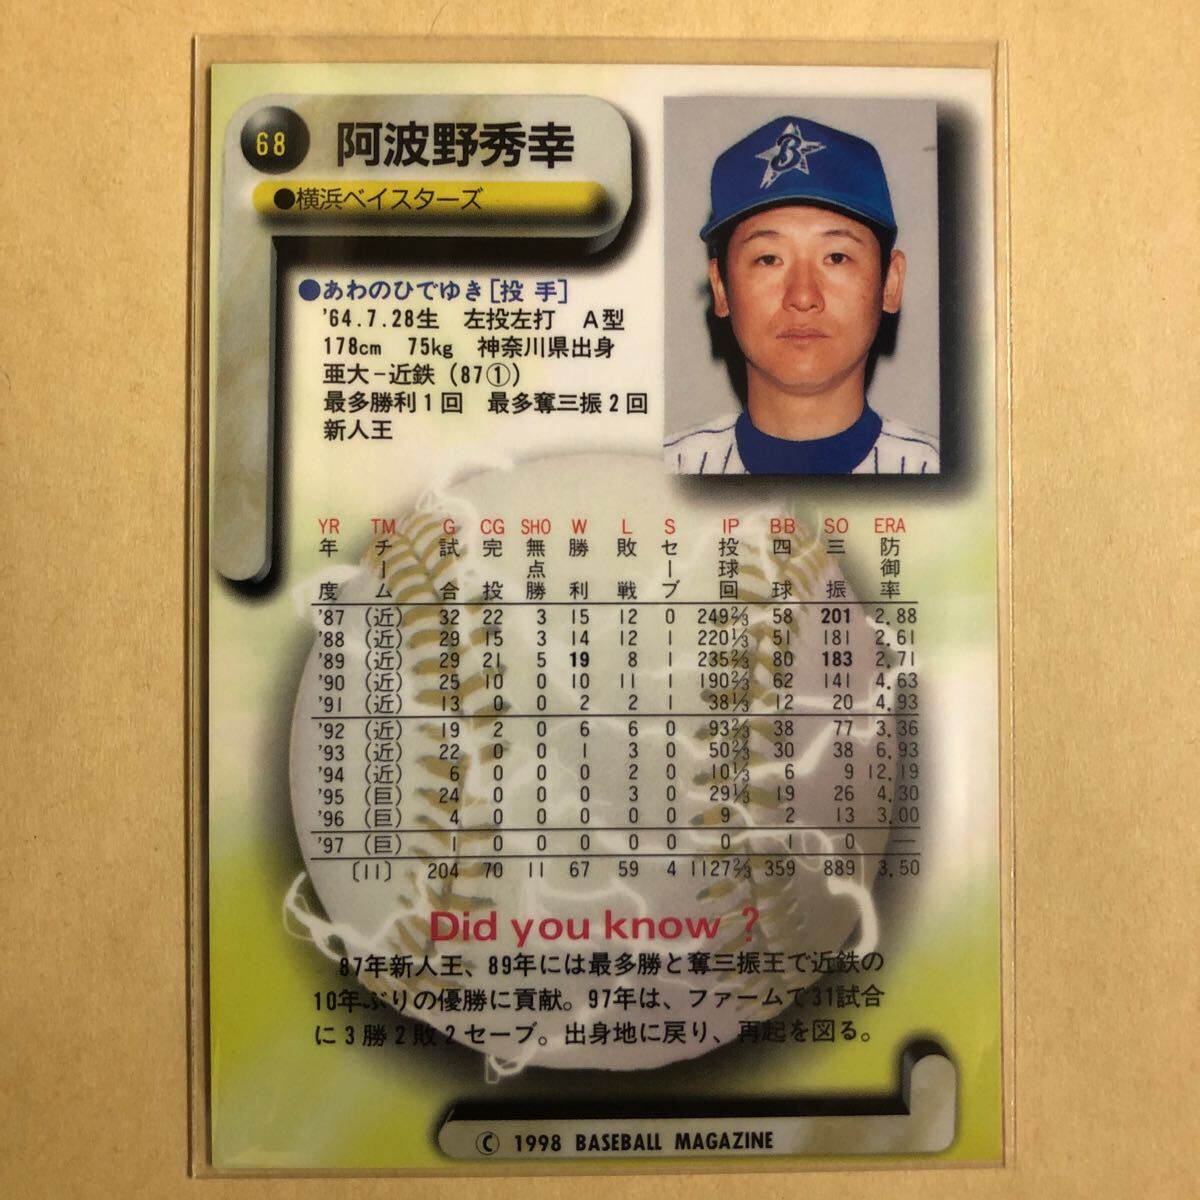 68
阿波野秀幸
●横浜ベイスターズ
B
●あわのひでゆき[投 手]
'64.7.28生 左投左打 A型
178cm 75kg 神奈川県出身
亜大−近鉄(87①)
最多勝利1回 最多奪三振2回
新人王
YR TM G CG SHO W L S IP BB SO ERA
年度 チーム 試合 完投 無点勝 勝利 敗戦 セーブ 投球回 四球 三振 防御率
'87 (近) 32 22 3 15 12 0 249⅔ 58 201 2.88
'88 (近) 29 15 3 14 12 1 220⅓ 51 181 2.61
'89 (近) 29 21 5 19 8 1 235⅔ 80 183 2.71
'90 (近) 25 10 0 10 11 1 190⅔ 62 141 4.63
'91 (近) 13 0 0 2 2 1 38⅓ 12 20 4.93
'92 (近) 19 2 0 6 6 0 93⅔ 38 77 3.36
'93 (近) 22 0 0 1 3 0 50⅔ 30 38 6.93
'94 (近) 6 0 0 0 2 0 10⅓ 6 9 12.19
'95 (巨) 24 0 0 0 3 0 29⅓ 19 26 4.30
'96 (巨) 4 0 0 0 0 0 9 2 13 3.00
'97 (巨) 1 0 0 0 0 0 0 1 0 —
〔11〕 204 70 11 67 59 4 1127⅔ 359 889 3.50
Did you know ?
87年新人王、89年には最多勝と奪三振王で近鉄の
10年ぶりの優勝に貢献。97年は、ファームで31試合
に3勝2敗2セーブ。出身地に戻り、再起を図る。
© 1998 BASEBALL MAGAZINE